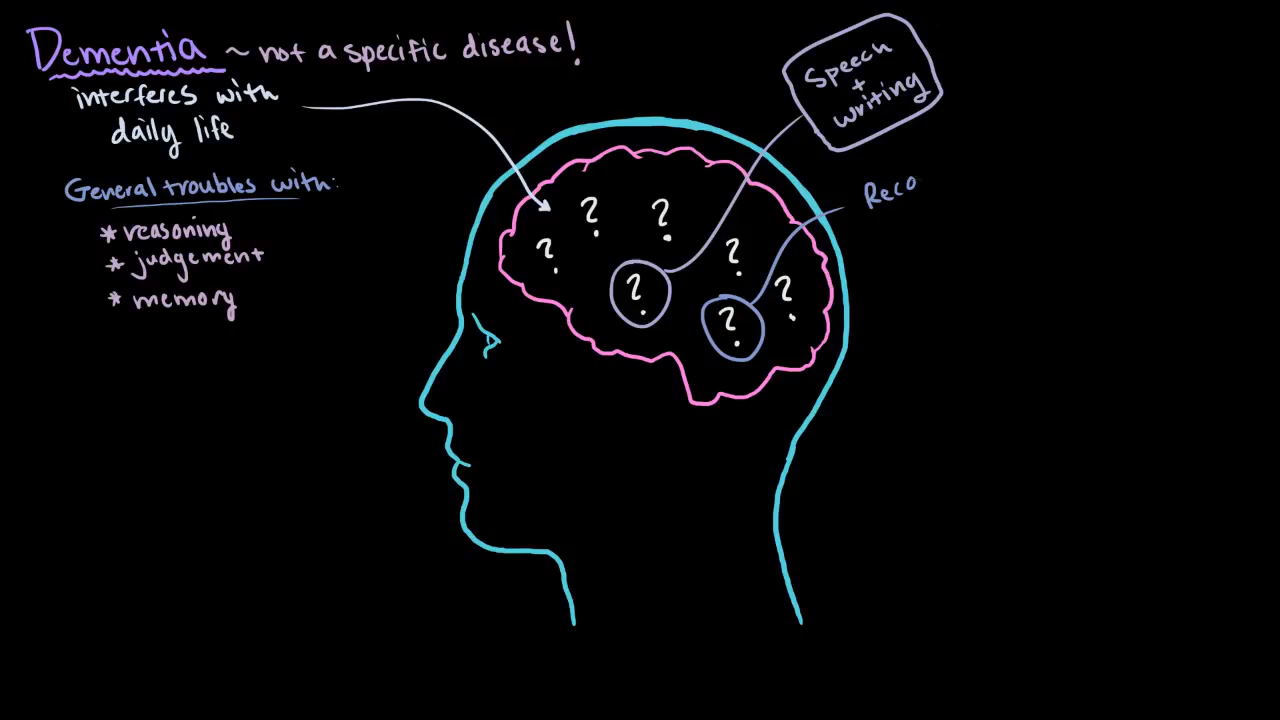 Dementia ~ not a specific disease!
interferes with
daily life
General troubles with:
* reasoning
* judgement
* memory
Speech
+
writing
Reco
? ? ? ? ? ? ? ?